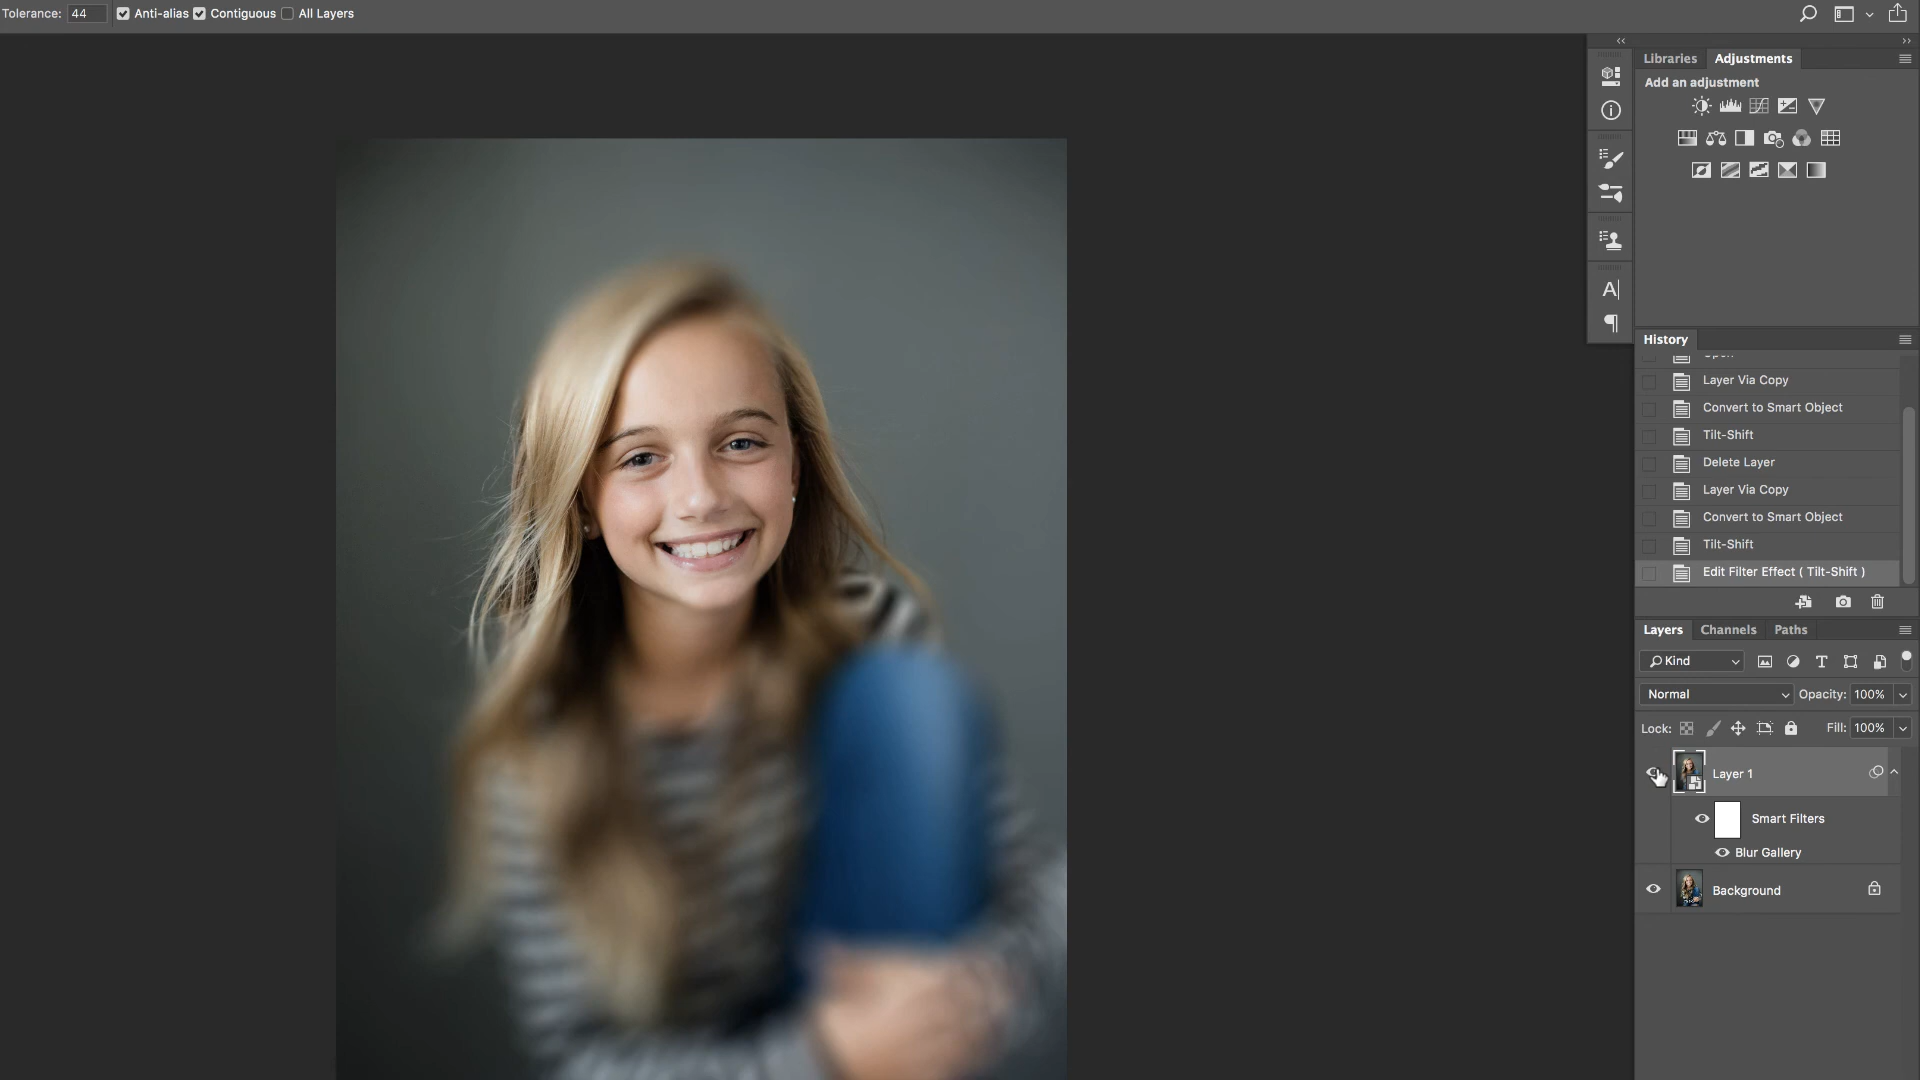 Tolerance: 44 Anti-alias Contiguous All Layers
Libraries Adjustments
Add an adjustment
History
Open
Layer Via Copy
Convert to Smart Object
Tilt-Shift
Delete Layer
Layer Via Copy
Convert to Smart Object
Tilt-Shift
Edit Filter Effect ( Tilt-Shift )
Layers Channels Paths
Kind
Normal Opacity: 100%
Lock: Fill: 100%
Layer 1
Smart Filters
Blur Gallery
Background